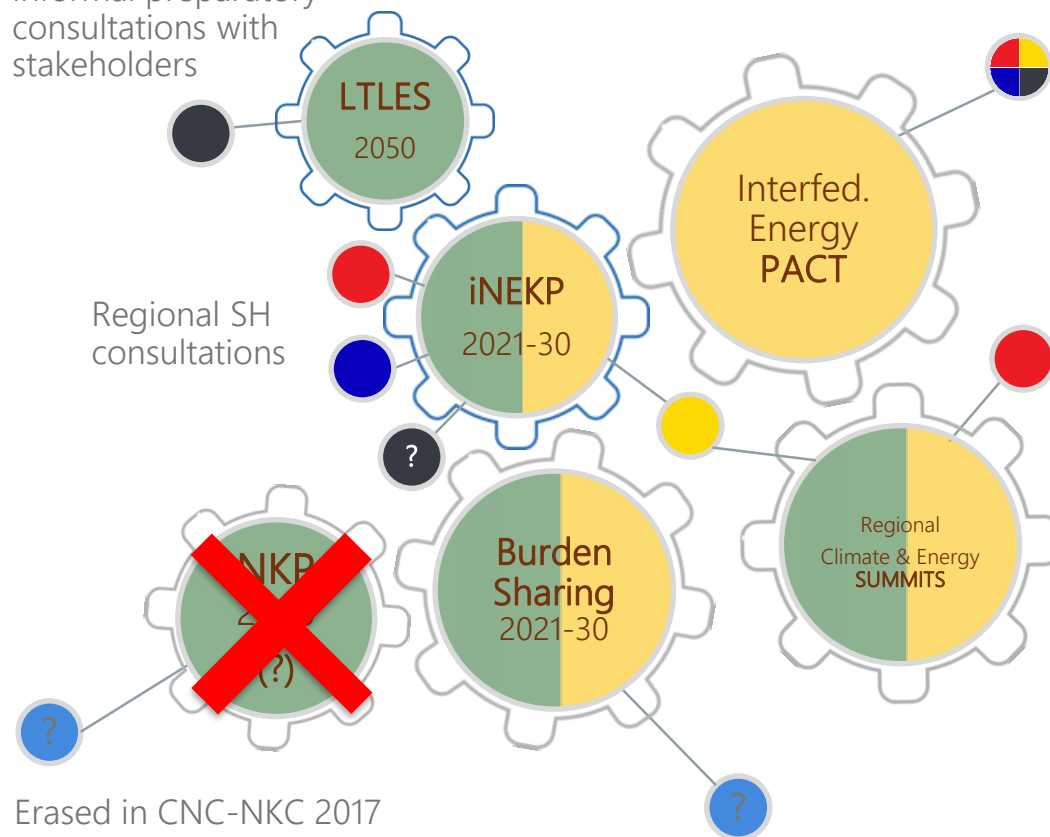 consultations with
stakeholders
LTLES
2050
Interfed.
Energy
PACT
iNEKP
2021-30
Regional SH
consultations
?
Regional
Climate & Energy
SUMMITS
Burden
Sharing
2021-30
NKP
(?)
?
?
Erased in CNC-NKC 2017